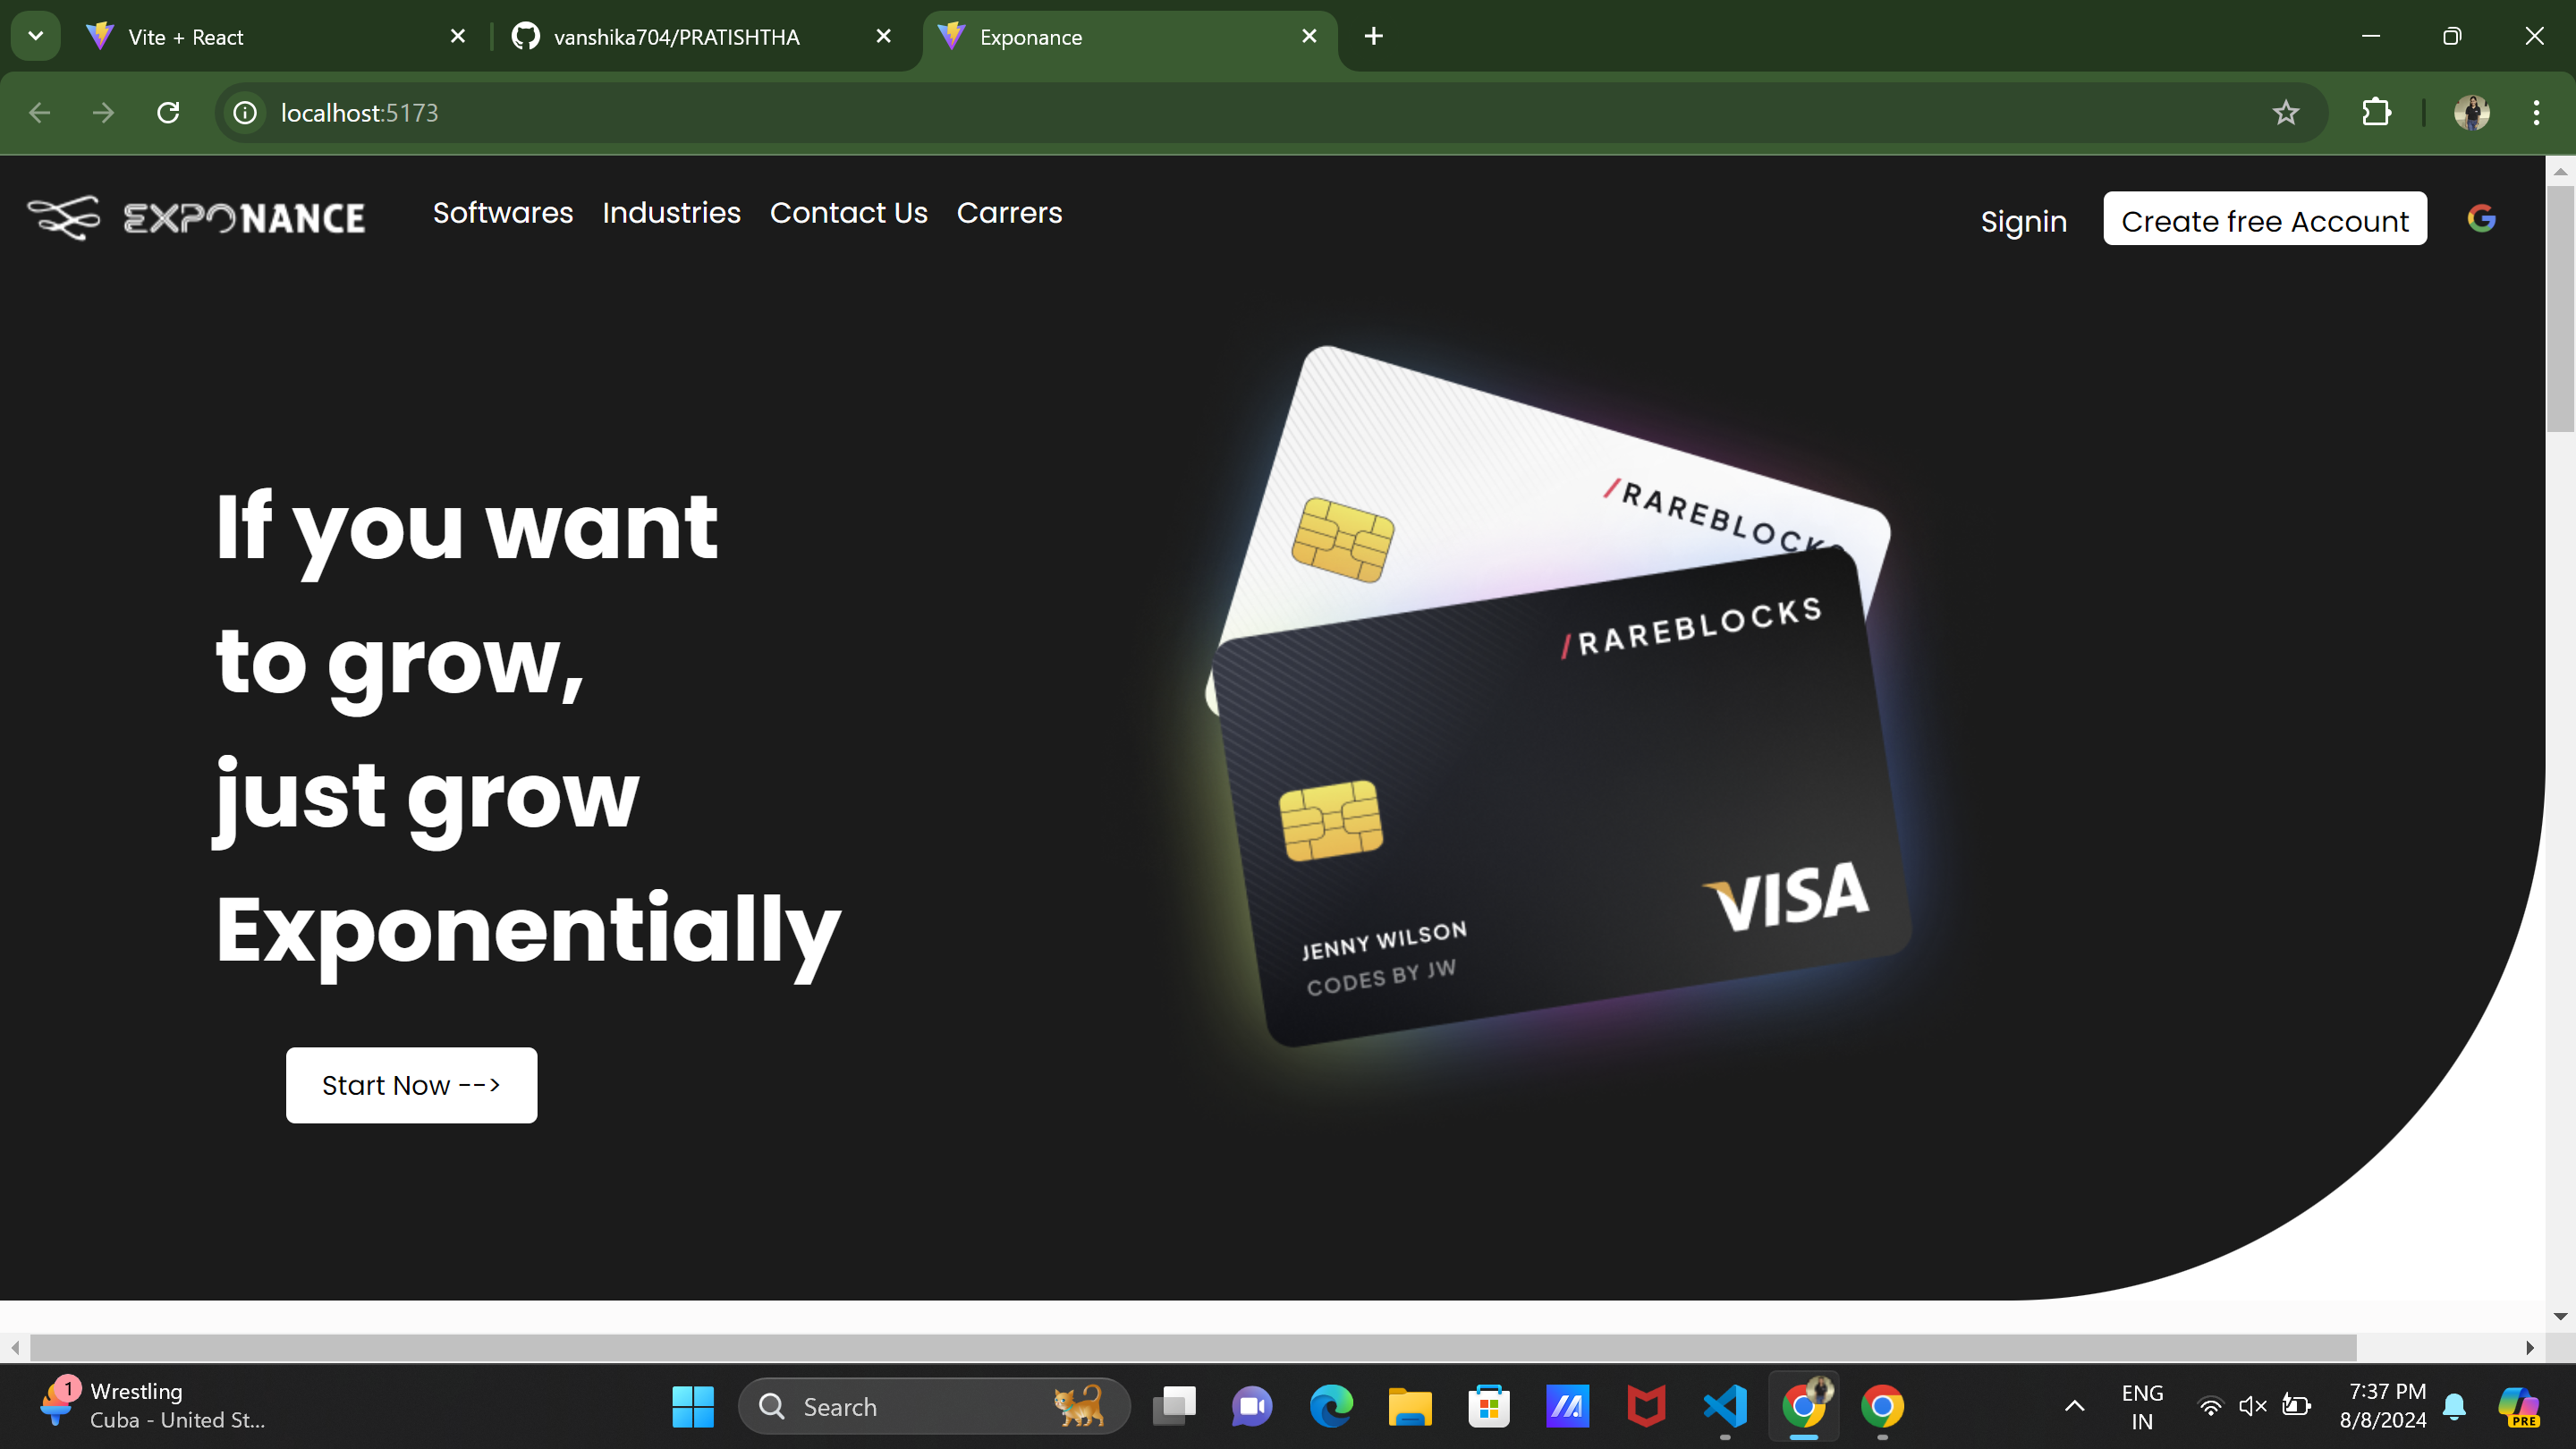 Vite + React
vanshika704/PRATISHTHA
Exponance
localhost:5173
EXPONANCE
Softwares
Industries
Contact Us
Carrers
Signin
Create free Account
If you want
to grow,
just grow
Exponentially
Start Now -->
/RAREBLOCKS
/RAREBLOCKS
VISA
JENNY WILSON
CODES BY JW
1
Wrestling
Cuba - United St...
Search
ENG
IN
7:37 PM
8/8/2024
PRE